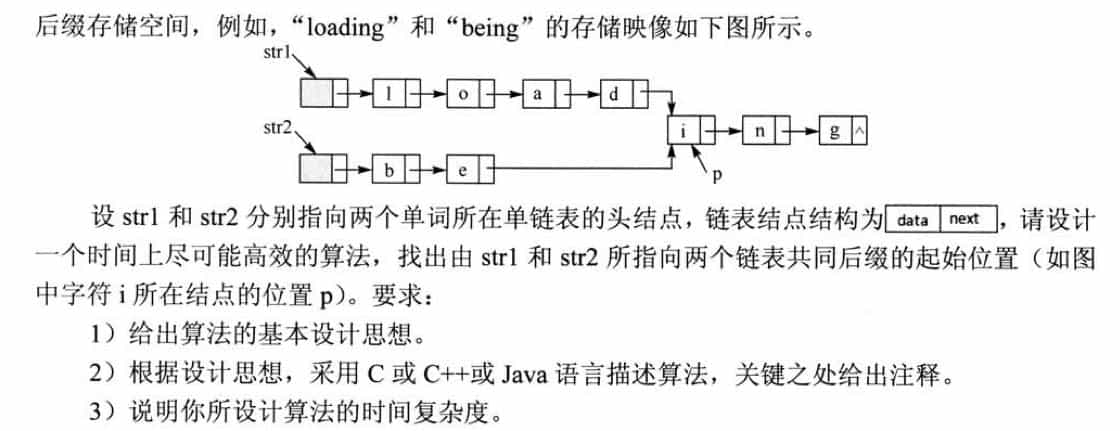 后缀存储空间，例如，“loading”和“being”的存储映像如下图所示。
str1
l o a d
i n g ^
str2
b e
p
设 str1 和 str2 分别指向两个单词所在单链表的头结点，链表结点结构为 data next ，请设计
一个时间上尽可能高效的算法，找出由 str1 和 str2 所指向两个链表共同后缀的起始位置（如图
中字符 i 所在结点的位置 p）。要求：
1）给出算法的基本设计思想。
2）根据设计思想，采用 C 或 C++或 Java 语言描述算法，关键之处给出注释。
3）说明你所设计算法的时间复杂度。